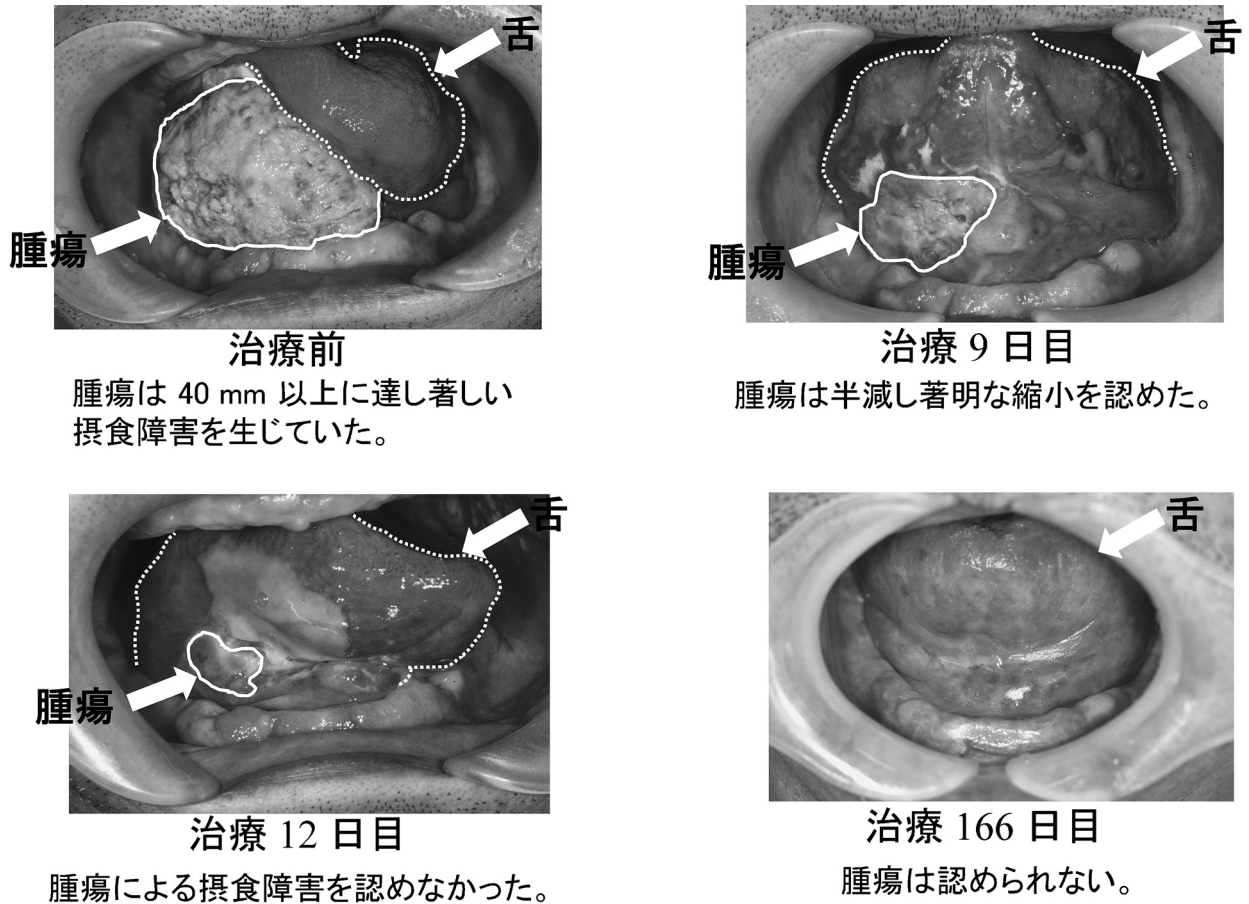 舌
腫瘍
治療前
腫瘍は 40 mm 以上に達し著しい
摂食障害を生じていた。
舌
腫瘍
治療 9 日目
腫瘍は半減し著明な縮小を認めた。
舌
腫瘍
治療 12 日目
腫瘍による摂食障害を認めなかった。
舌
治療 166 日目
腫瘍は認められない。